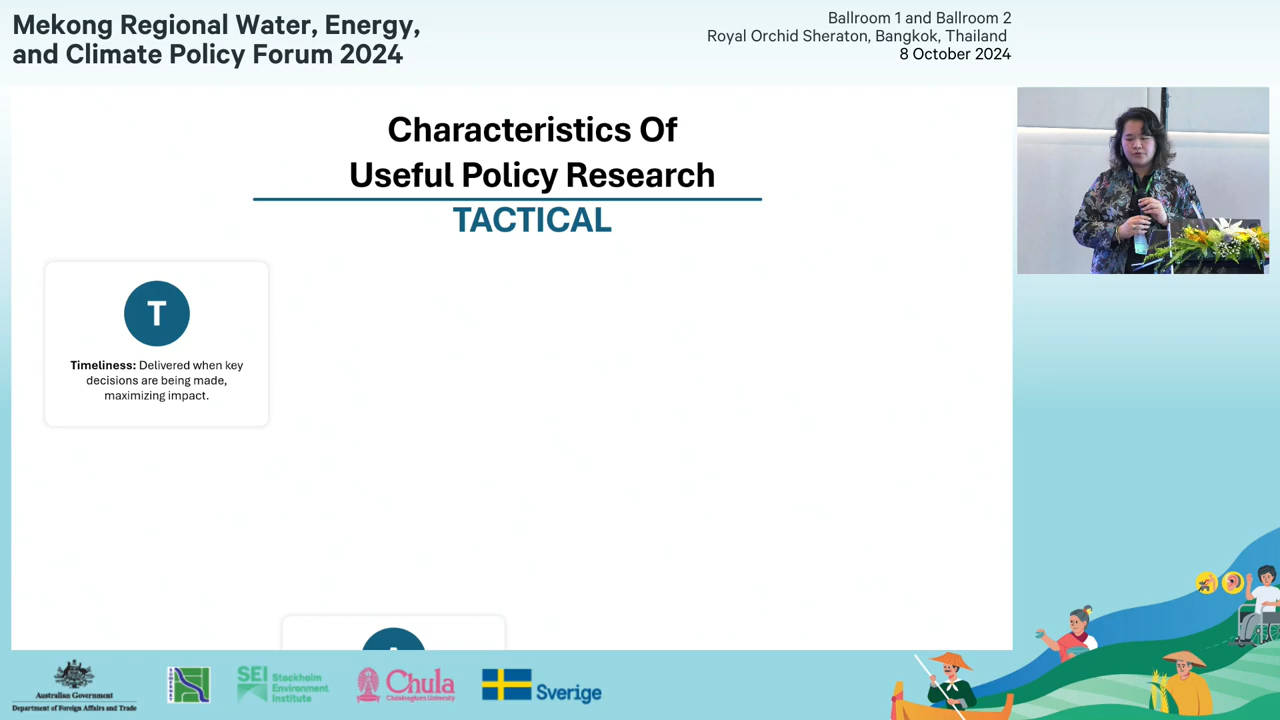 Mekong Regional Water, Energy,
and Climate Policy Forum 2024
Ballroom 1 and Ballroom 2
Royal Orchid Sheraton, Bangkok, Thailand
8 October 2024
Characteristics Of
Useful Policy Research
TACTICAL
T
Timeliness: Delivered when key
decisions are being made,
maximizing impact.
Australian Government
Department of Foreign Affairs and Trade
SEI Stockholm
Environment
Institute
Chula
Chulalongkorn University
Sverige